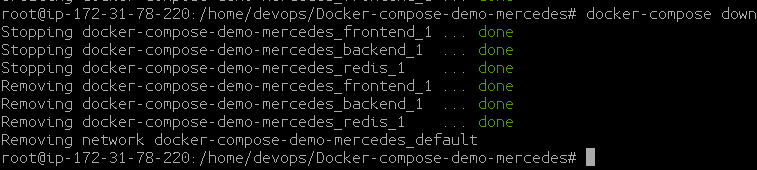 root@ip-172-31-78-220:/home/devops/Docker-compose-demo-mercedes# docker-compose down
Stopping docker-compose-demo-mercedes_frontend_1 ... done
Stopping docker-compose-demo-mercedes_backend_1 ... done
Stopping docker-compose-demo-mercedes_redis_1 ... done
Removing docker-compose-demo-mercedes_frontend_1 ... done
Removing docker-compose-demo-mercedes_backend_1 ... done
Removing docker-compose-demo-mercedes_redis_1 ... done
Removing network docker-compose-demo-mercedes_default
root@ip-172-31-78-220:/home/devops/Docker-compose-demo-mercedes#